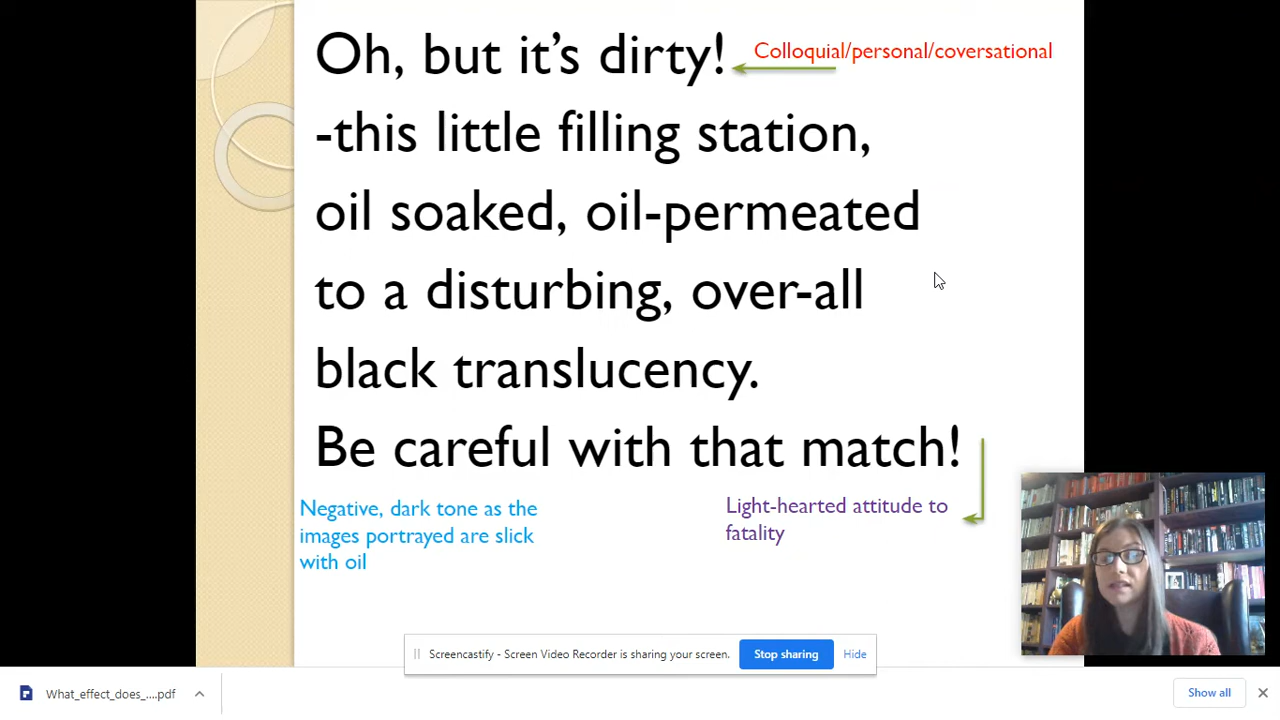 Oh, but it's dirty!
Colloquial/personal/coversational
-this little filling station,
oil soaked, oil-permeated
to a disturbing, over-all
black translucency.
Be careful with that match!
Negative, dark tone as the
images portrayed are slick
with oil
Light-hearted attitude to
fatality
Screencastify - Screen Video Recorder is sharing your screen.
Stop sharing
Hide
What_effect_does_....pdf
Show all